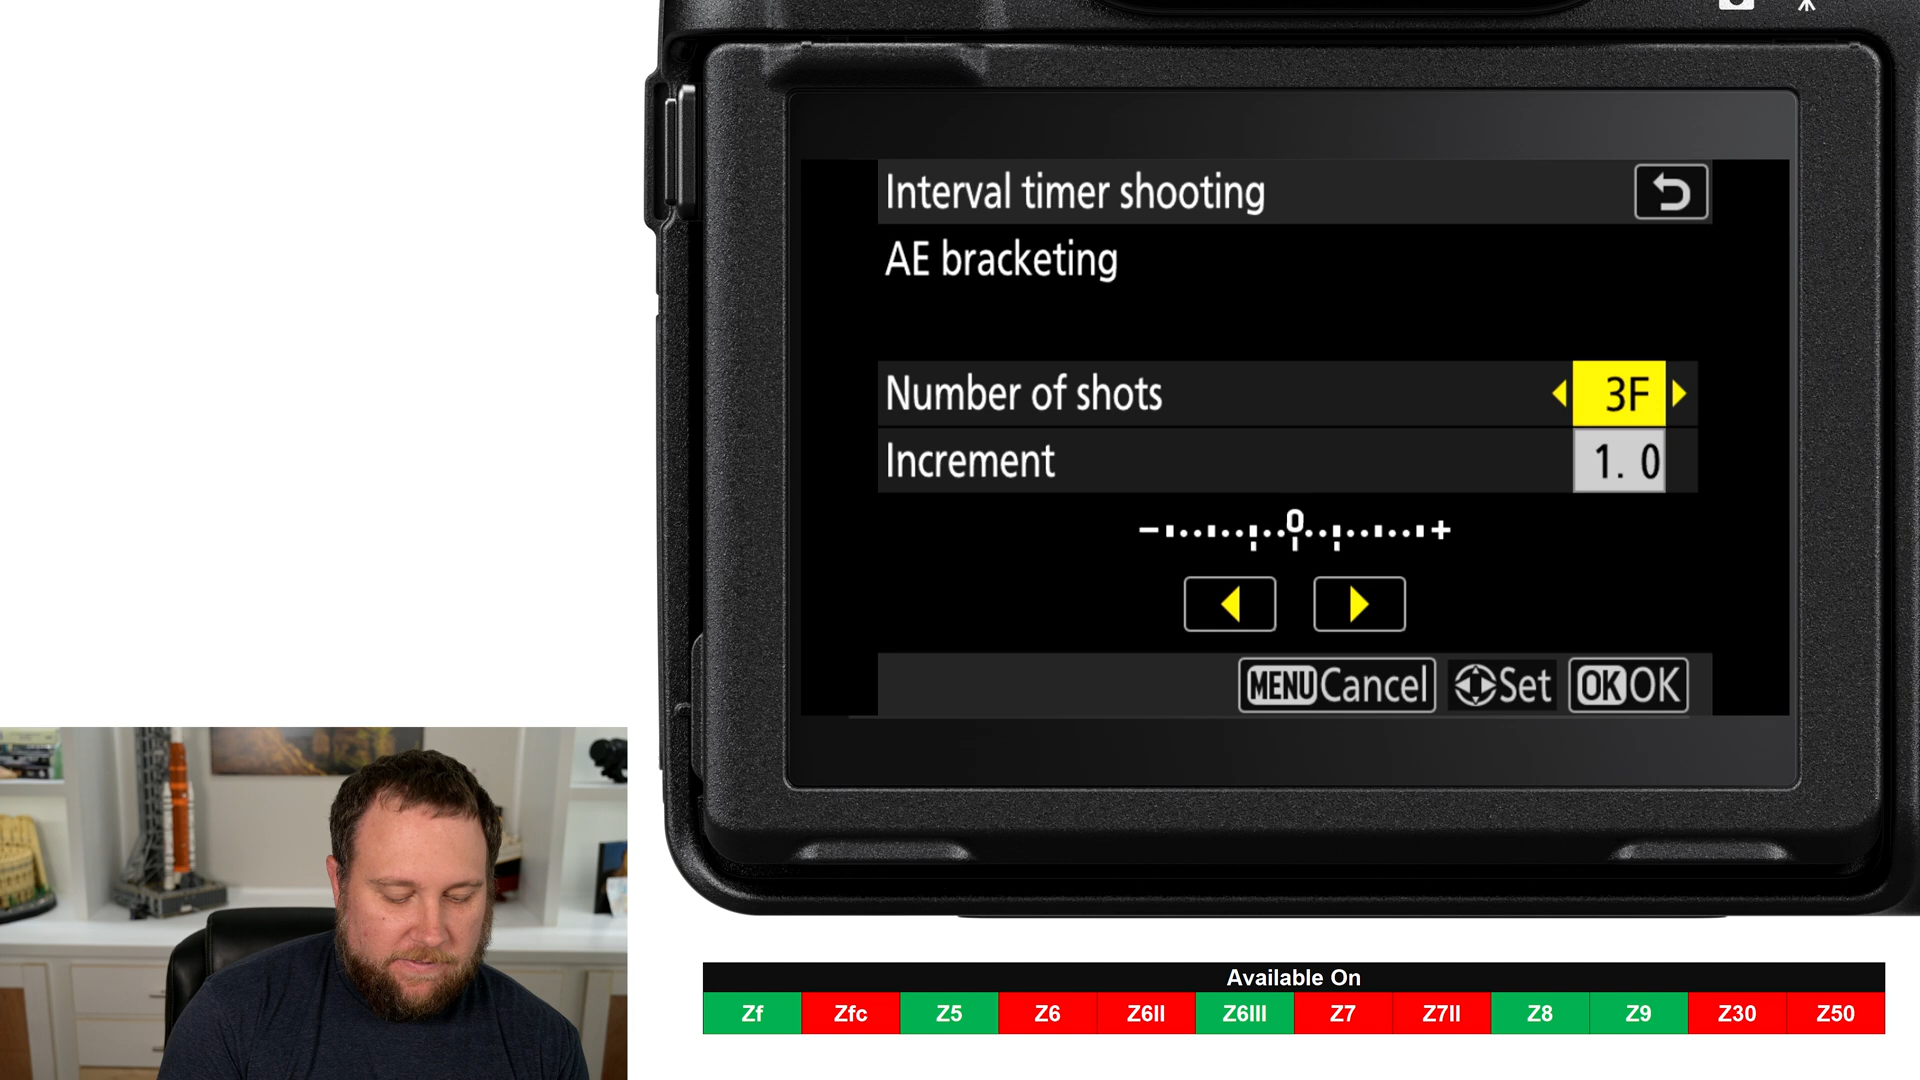 Interval timer shooting
AE bracketing
Number of shots 3F
Increment 1. 0
- 0 +
MENU Cancel Set OK OK
Available On
Zf Zfc Z5 Z6 Z6II Z6III Z7 Z7II Z8 Z9 Z30 Z50